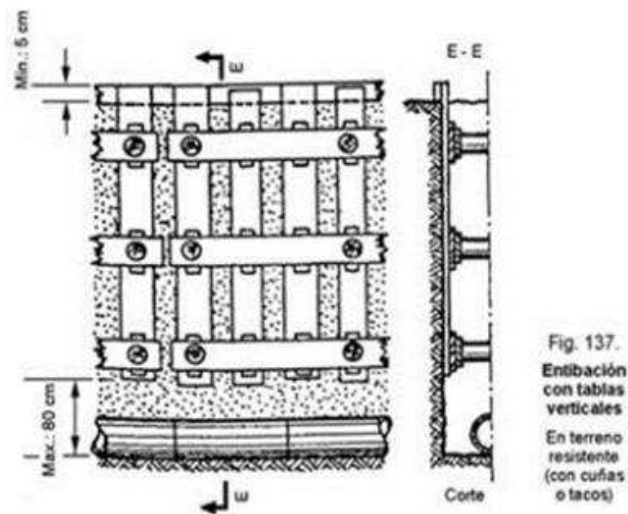 Min.: 5 cm
E
E - E
Max.: 80 cm
E
Corte
Fig. 137.
Entibación
con tablas
verticales
En terreno
resistente
(con cuñas
o tacos)